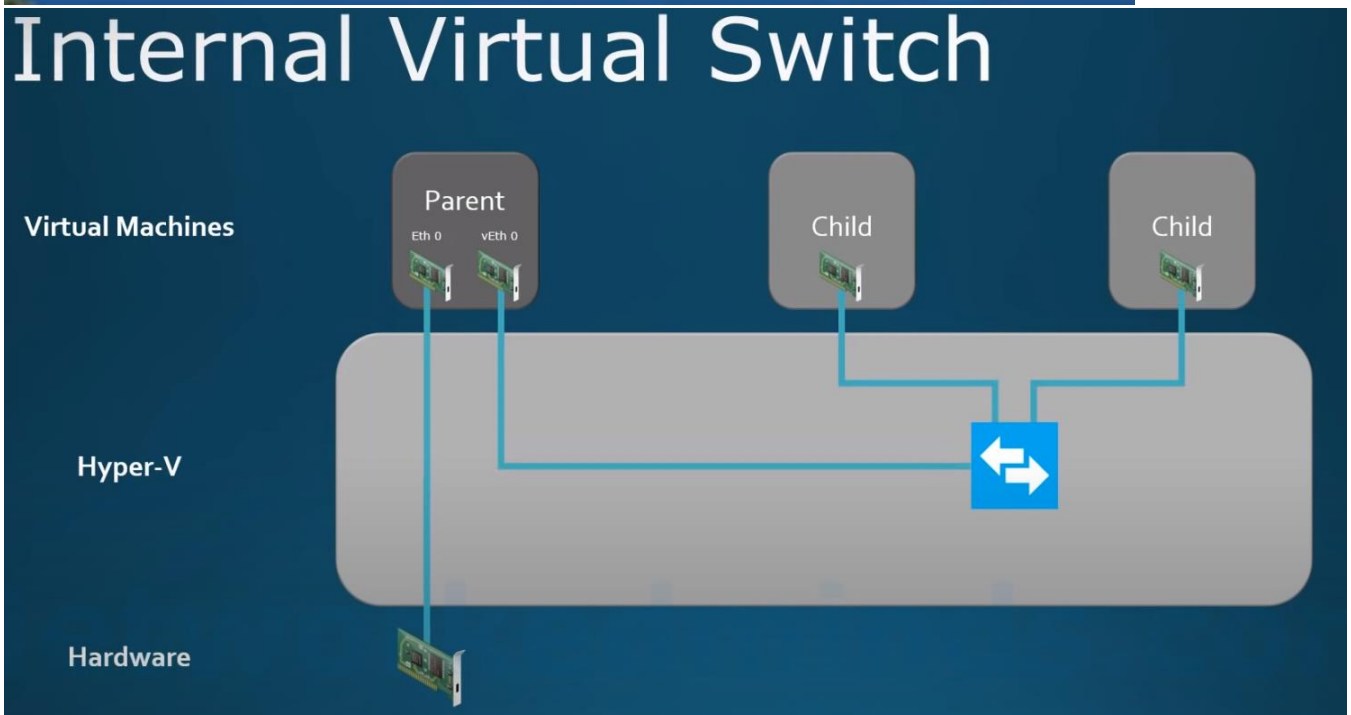 Internal Virtual Switch
Virtual Machines
Parent
Eth 0 vEth 0
Child
Child
Hyper-V
Hardware